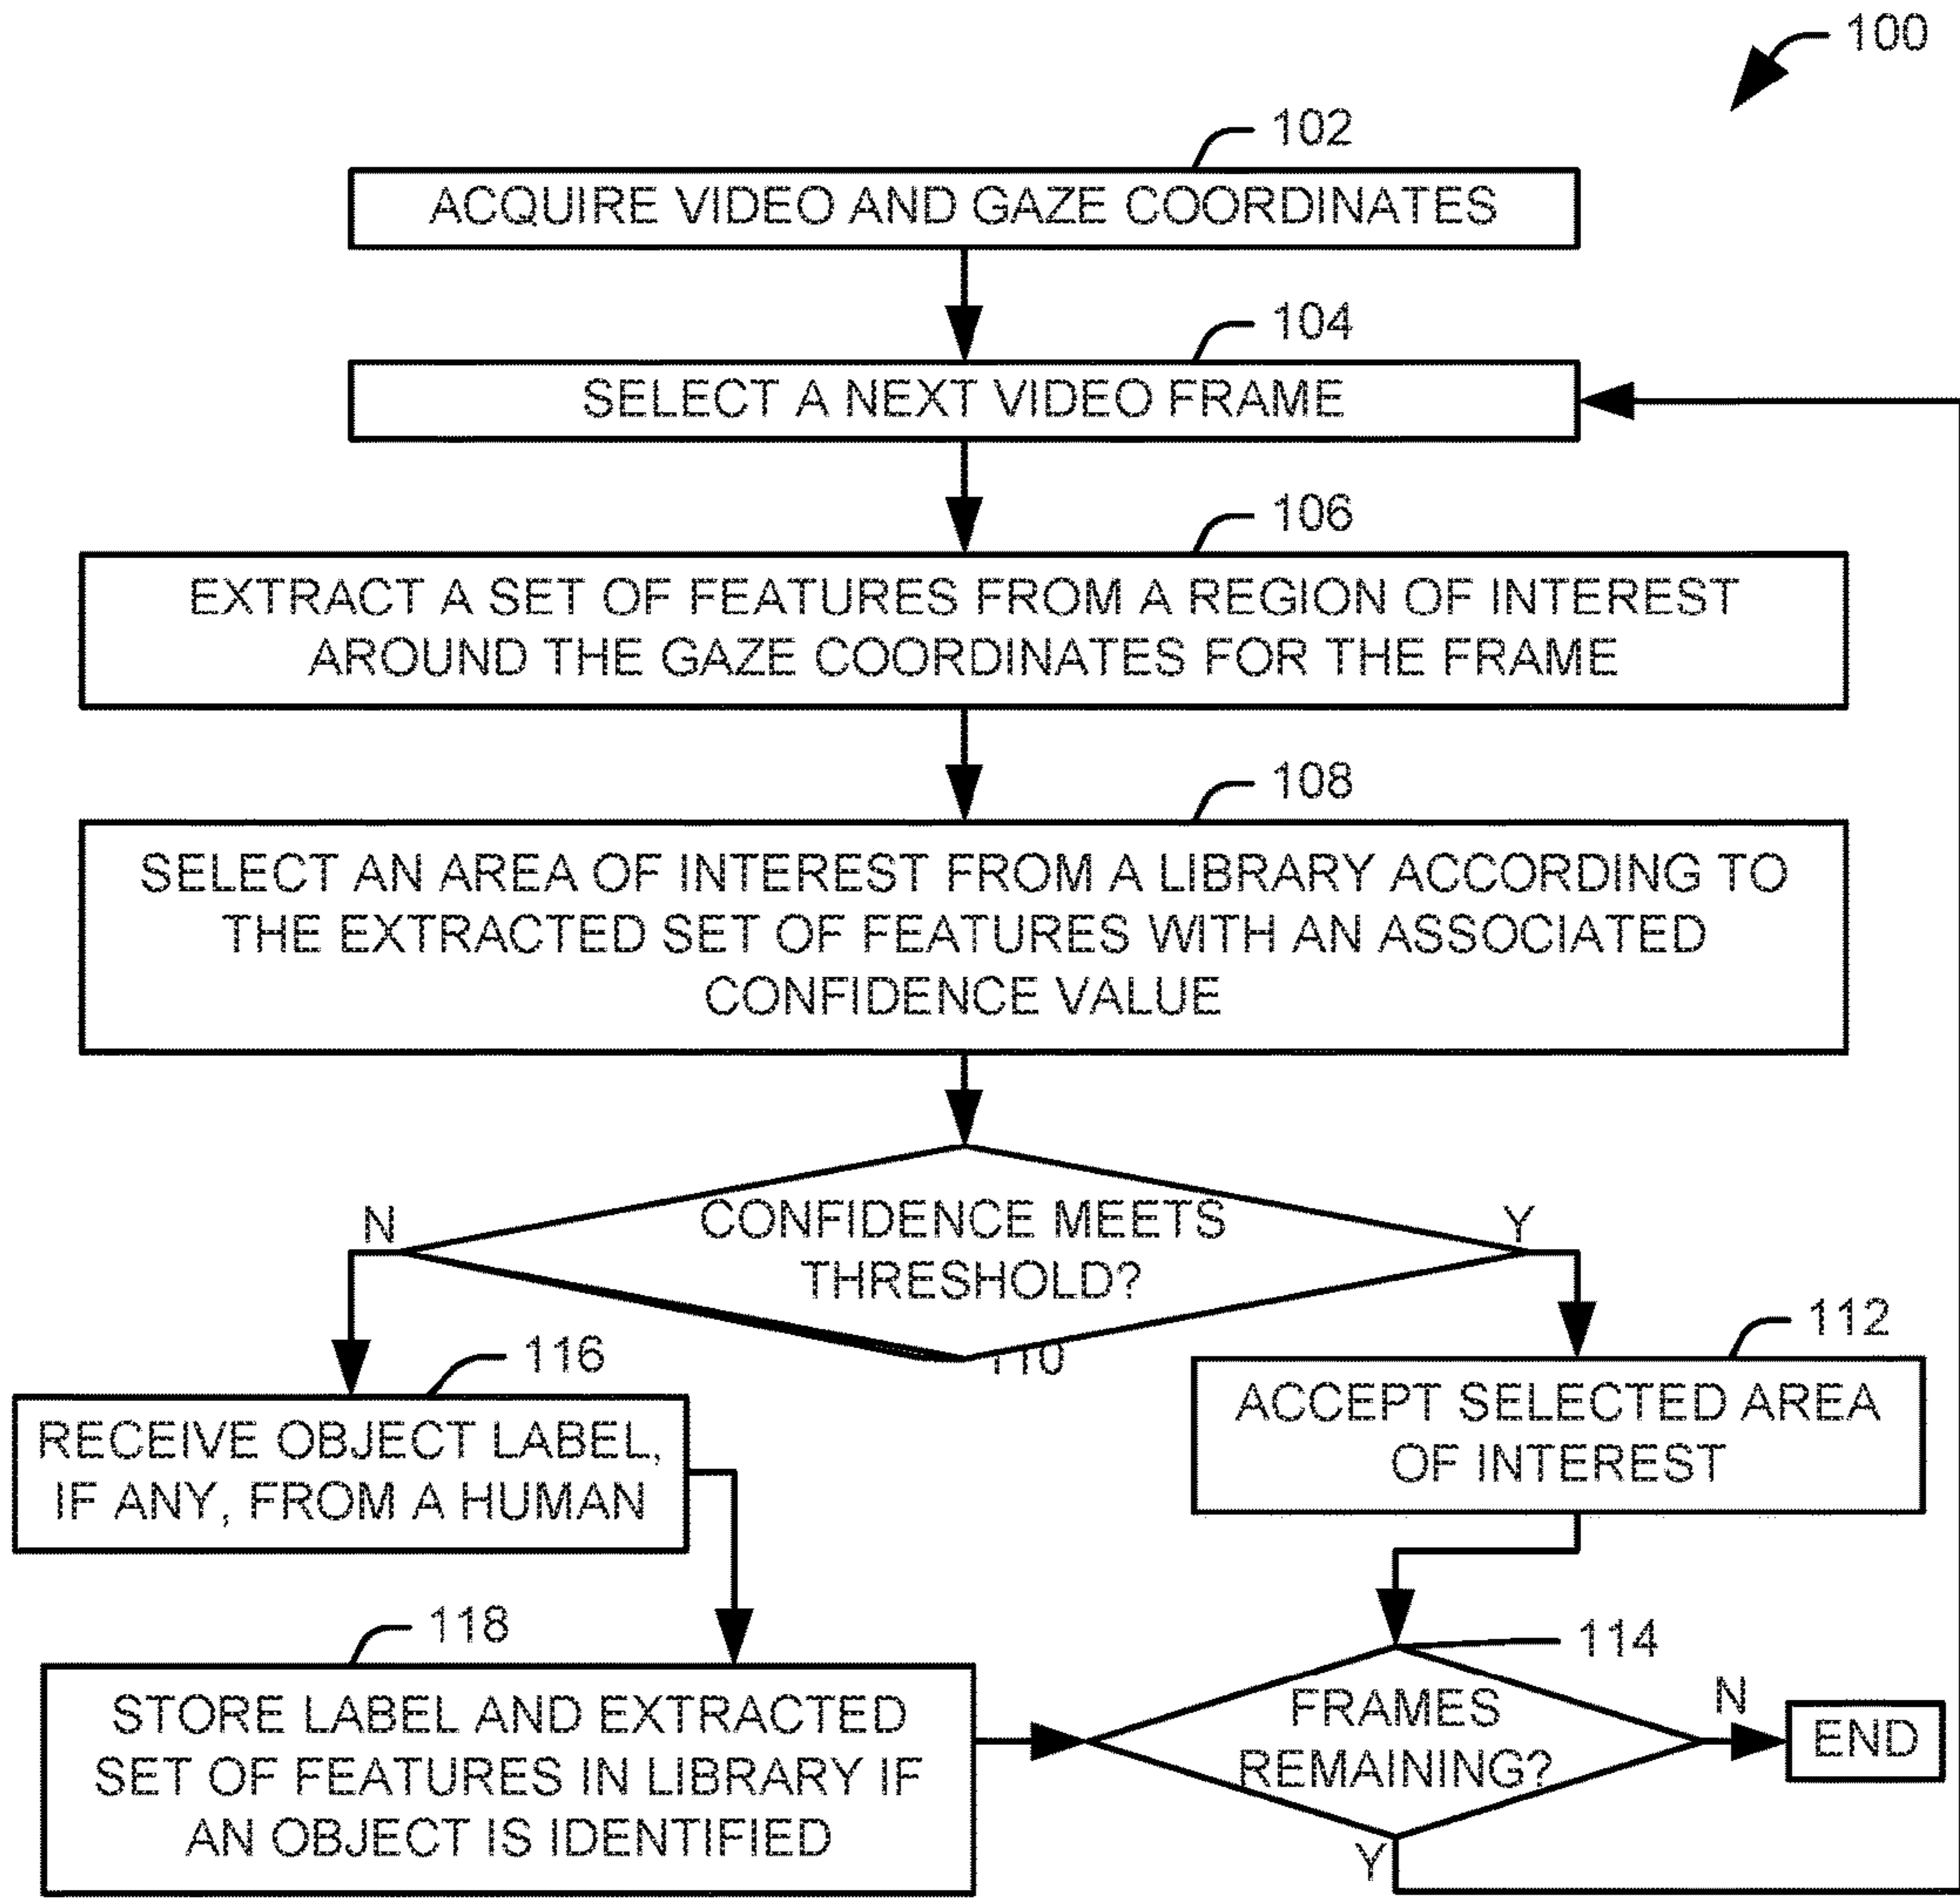 100
102
ACQUIRE VIDEO AND GAZE COORDINATES
104
SELECT A NEXT VIDEO FRAME
106
EXTRACT A SET OF FEATURES FROM A REGION OF INTEREST
AROUND THE GAZE COORDINATES FOR THE FRAME
108
SELECT AN AREA OF INTEREST FROM A LIBRARY ACCORDING TO
THE EXTRACTED SET OF FEATURES WITH AN ASSOCIATED
CONFIDENCE VALUE
N
CONFIDENCE MEETS
THRESHOLD?
Y
110
116
RECEIVE OBJECT LABEL,
IF ANY, FROM A HUMAN
112
ACCEPT SELECTED AREA
OF INTEREST
118
STORE LABEL AND EXTRACTED
SET OF FEATURES IN LIBRARY IF
AN OBJECT IS IDENTIFIED
114
FRAMES
REMAINING?
N
END
Y